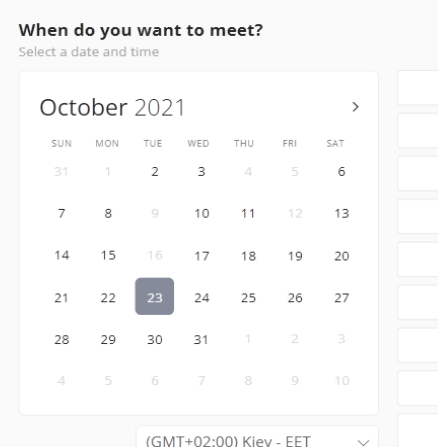 When do you want to meet?
Select a date and time
October 2021
SUN MON TUE WED THU FRI SAT
31 1 2 3 4 5 6
7 8 9 10 11 12 13
14 15 16 17 18 19 20
21 22 23 24 25 26 27
28 29 30 31 1 2 3
4 5 6 7 8 9 10
(GMT+02:00) Kiev - EET